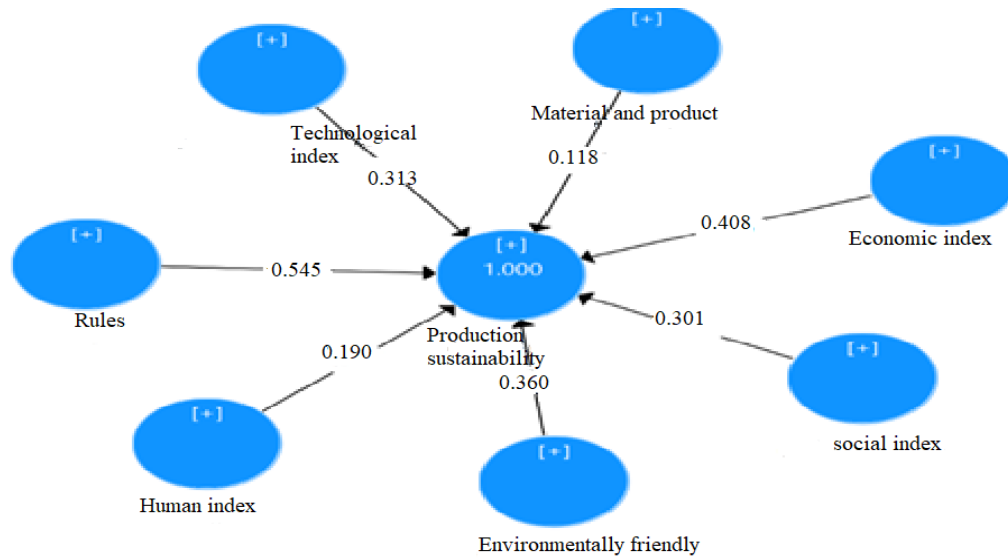 [+]
[+]
Technological
index
Material and product
0.313
0.118
[+]
Economic index
0.408
[+]
Rules
0.545
[+]
1.000
Production
sustainability
0.301
[+]
social index
0.190
[+]
Human index
0.360
[+]
Environmentally friendly